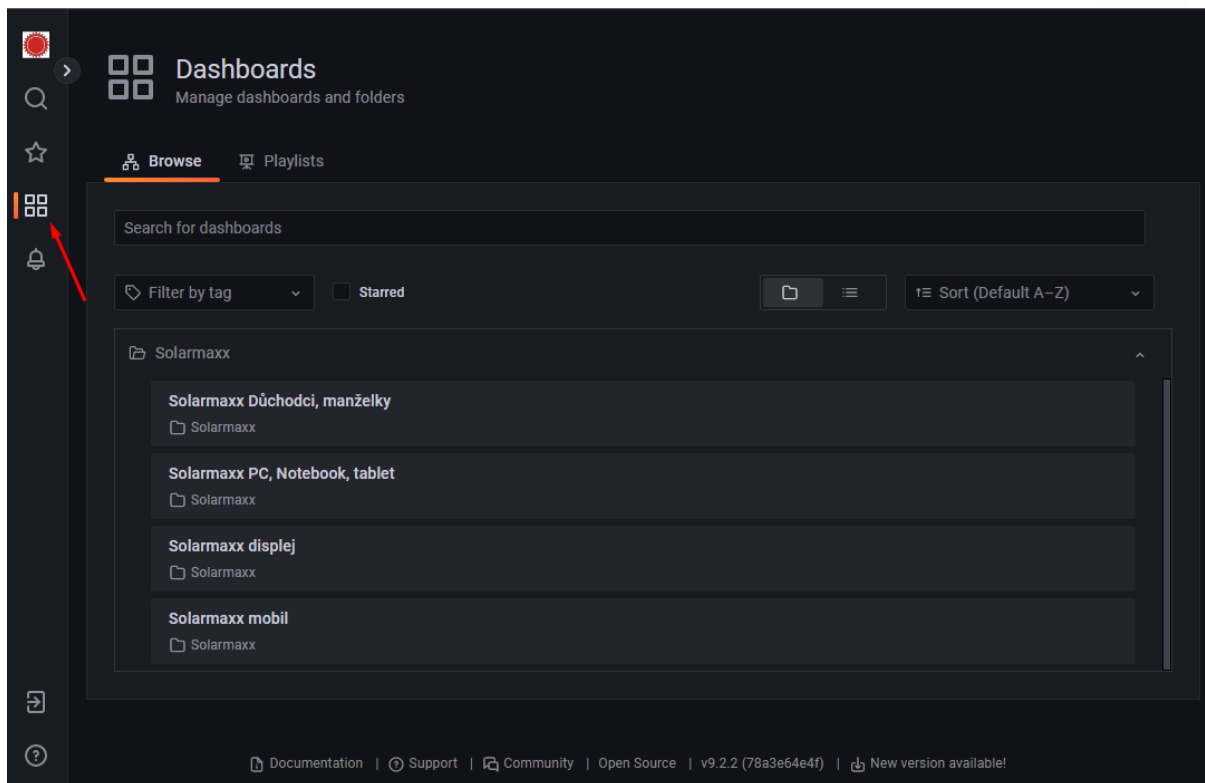 Dashboards
Manage dashboards and folders
Browse
Playlists
Search for dashboards
Filter by tag
Starred
Sort (Default A–Z)
Solarmaxx
Solarmaxx Důchodci, manželky
Solarmaxx
Solarmaxx PC, Notebook, tablet
Solarmaxx
Solarmaxx displej
Solarmaxx
Solarmaxx mobil
Solarmaxx
Documentation | Support | Community | Open Source | v9.2.2 (78a3e64e4f) | New version available!